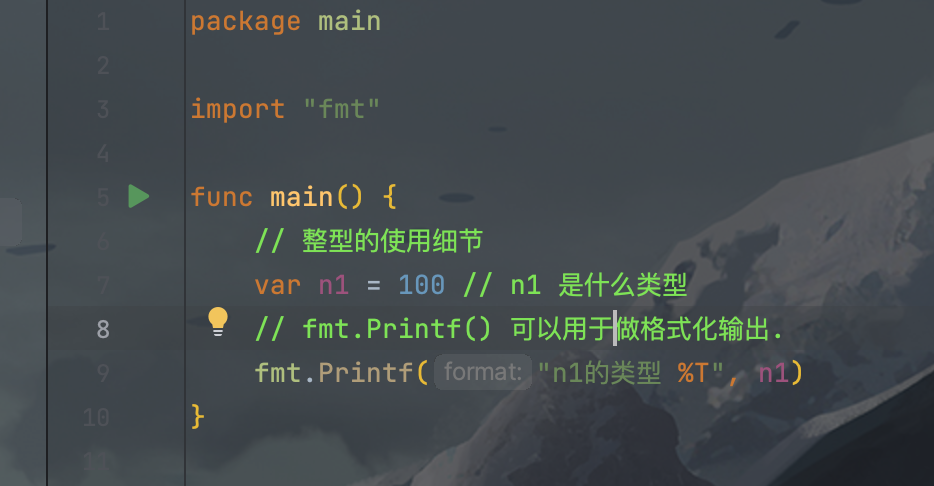 1 package main
2
3 import "fmt"
4
5 func main() {
6 // 整型的使用细节
7 var n1 = 100 // n1 是什么类型
8 // fmt.Printf() 可以用于做格式化输出.
9 fmt.Printf( format: "n1的类型 %T", n1)
10 }
11